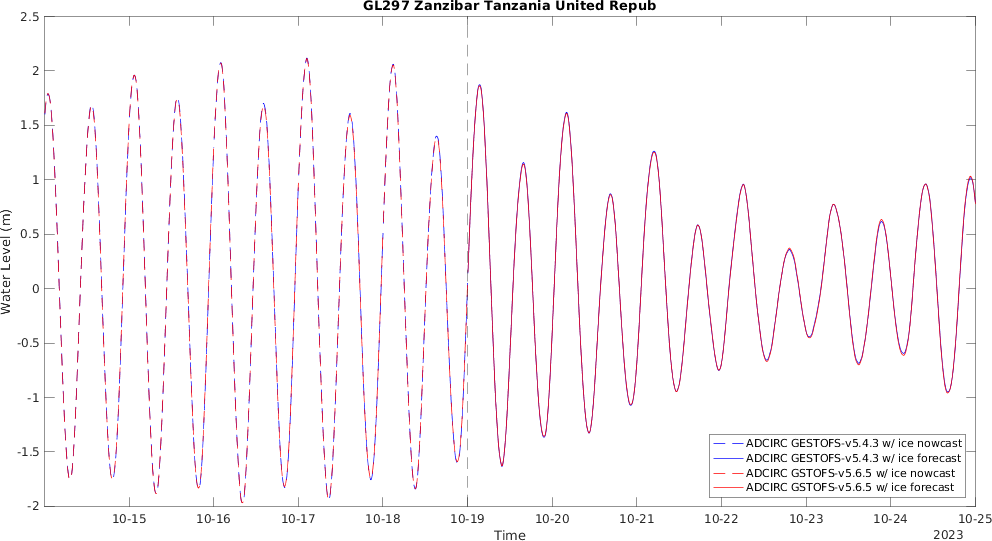 GL297 Zanzibar Tanzania United Repub
2.5
2
1.5
1
0.5
0
-0.5
-1
-1.5
-2
Water Level (m)
ADCIRC GESTOFS-v5.4.3 w/ ice nowcast
ADCIRC GESTOFS-v5.4.3 w/ ice forecast
ADCIRC GSTOFS-v5.6.5 w/ ice nowcast
ADCIRC GSTOFS-v5.6.5 w/ ice forecast
10-15 10-16 10-17 10-18 10-19 10-20 10-21 10-22 10-23 10-24 10-25
Time 2023